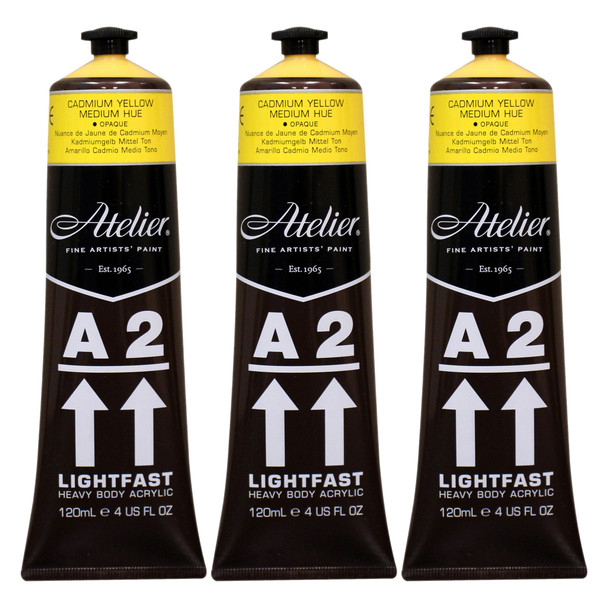 CADMIUM YELLOW
MEDIUM HUE
● OPAQUE
Nuance de Jaune de Cadmium Moyen
Kadmiumgelb Mittel Ton
Amarillo Cadmio Medio Tono
Atelier®
FINE ARTISTS' PAINT
— Est. 1965 —
A2
LIGHTFAST
HEAVY BODY ACRYLIC
120mL ℮ 4 US FL OZ
CADMIUM YELLOW
MEDIUM HUE
● OPAQUE
Nuance de Jaune de Cadmium Moyen
Kadmiumgelb Mittel Ton
Amarillo Cadmio Medio Tono
Atelier®
FINE ARTISTS' PAINT
— Est. 1965 —
A2
LIGHTFAST
HEAVY BODY ACRYLIC
120mL ℮ 4 US FL OZ
CADMIUM YELLOW
MEDIUM HUE
● OPAQUE
Nuance de Jaune de Cadmium Moyen
Kadmiumgelb Mittel Ton
Amarillo Cadmio Medio Tono
Atelier®
FINE ARTISTS' PAINT
— Est. 1965 —
A2
LIGHTFAST
HEAVY BODY ACRYLIC
120mL ℮ 4 US FL OZ